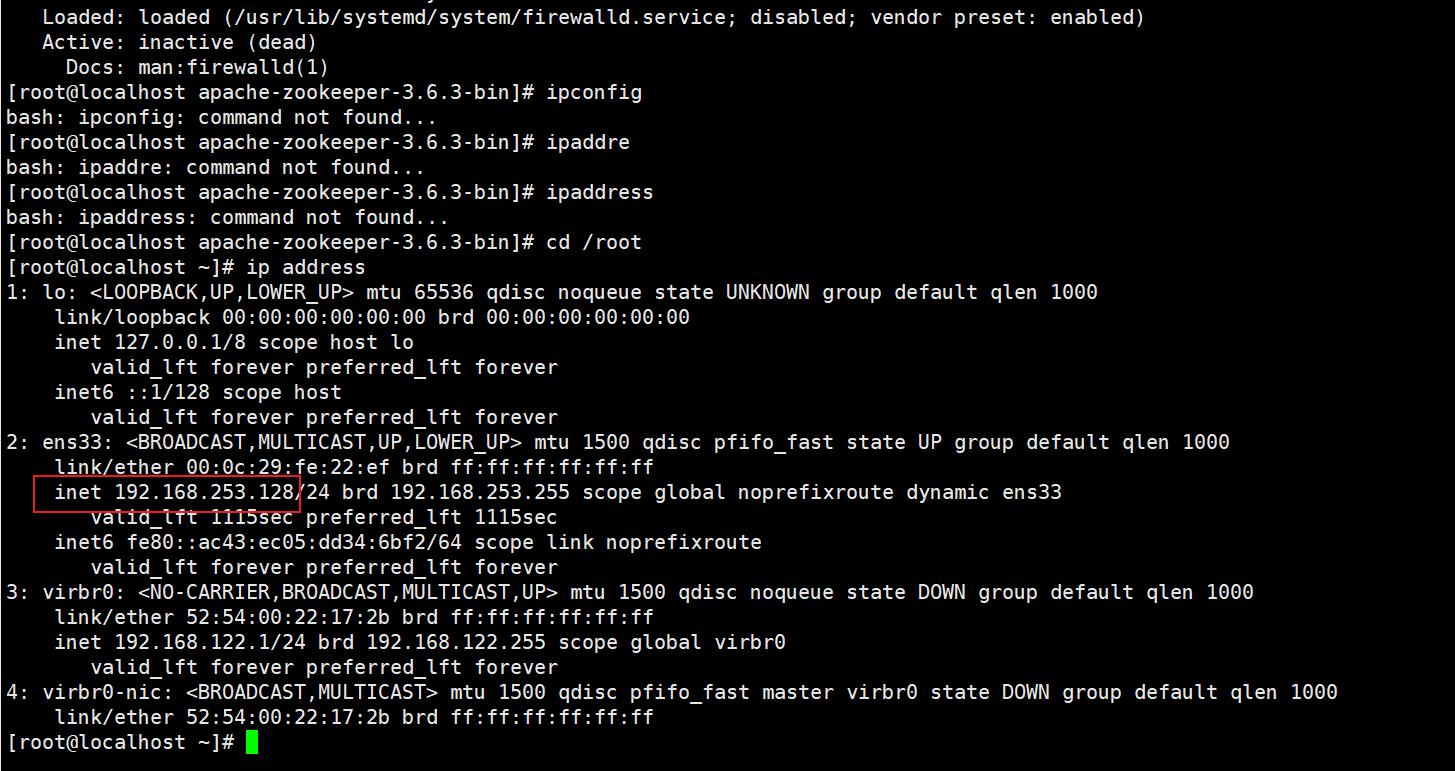 Loaded: loaded (/usr/lib/systemd/system/firewalld.service; disabled; vendor preset: enabled)
Active: inactive (dead)
Docs: man:firewalld(1)
[root@localhost apache-zookeeper-3.6.3-bin]# ipconfig
bash: ipconfig: command not found...
[root@localhost apache-zookeeper-3.6.3-bin]# ipaddre
bash: ipaddre: command not found...
[root@localhost apache-zookeeper-3.6.3-bin]# ipaddress
bash: ipaddress: command not found...
[root@localhost apache-zookeeper-3.6.3-bin]# cd /root
[root@localhost ~]# ip address
1: lo: <LOOPBACK,UP,LOWER_UP> mtu 65536 qdisc noqueue state UNKNOWN group default qlen 1000
link/loopback 00:00:00:00:00:00 brd 00:00:00:00:00:00
inet 127.0.0.1/8 scope host lo
valid_lft forever preferred_lft forever
inet6 ::1/128 scope host
valid_lft forever preferred_lft forever
2: ens33: <BROADCAST,MULTICAST,UP,LOWER_UP> mtu 1500 qdisc pfifo_fast state UP group default qlen 1000
link/ether 00:0c:29:fe:22:ef brd ff:ff:ff:ff:ff:ff
inet 192.168.253.128/24 brd 192.168.253.255 scope global noprefixroute dynamic ens33
valid_lft 1115sec preferred_lft 1115sec
inet6 fe80::ac43:ec05:dd34:6bf2/64 scope link noprefixroute
valid_lft forever preferred_lft forever
3: virbr0: <NO-CARRIER,BROADCAST,MULTICAST,UP> mtu 1500 qdisc noqueue state DOWN group default qlen 1000
link/ether 52:54:00:22:17:2b brd ff:ff:ff:ff:ff:ff
inet 192.168.122.1/24 brd 192.168.122.255 scope global virbr0
valid_lft forever preferred_lft forever
4: virbr0-nic: <BROADCAST,MULTICAST> mtu 1500 qdisc pfifo_fast master virbr0 state DOWN group default qlen 1000
link/ether 52:54:00:22:17:2b brd ff:ff:ff:ff:ff:ff
[root@localhost ~]#